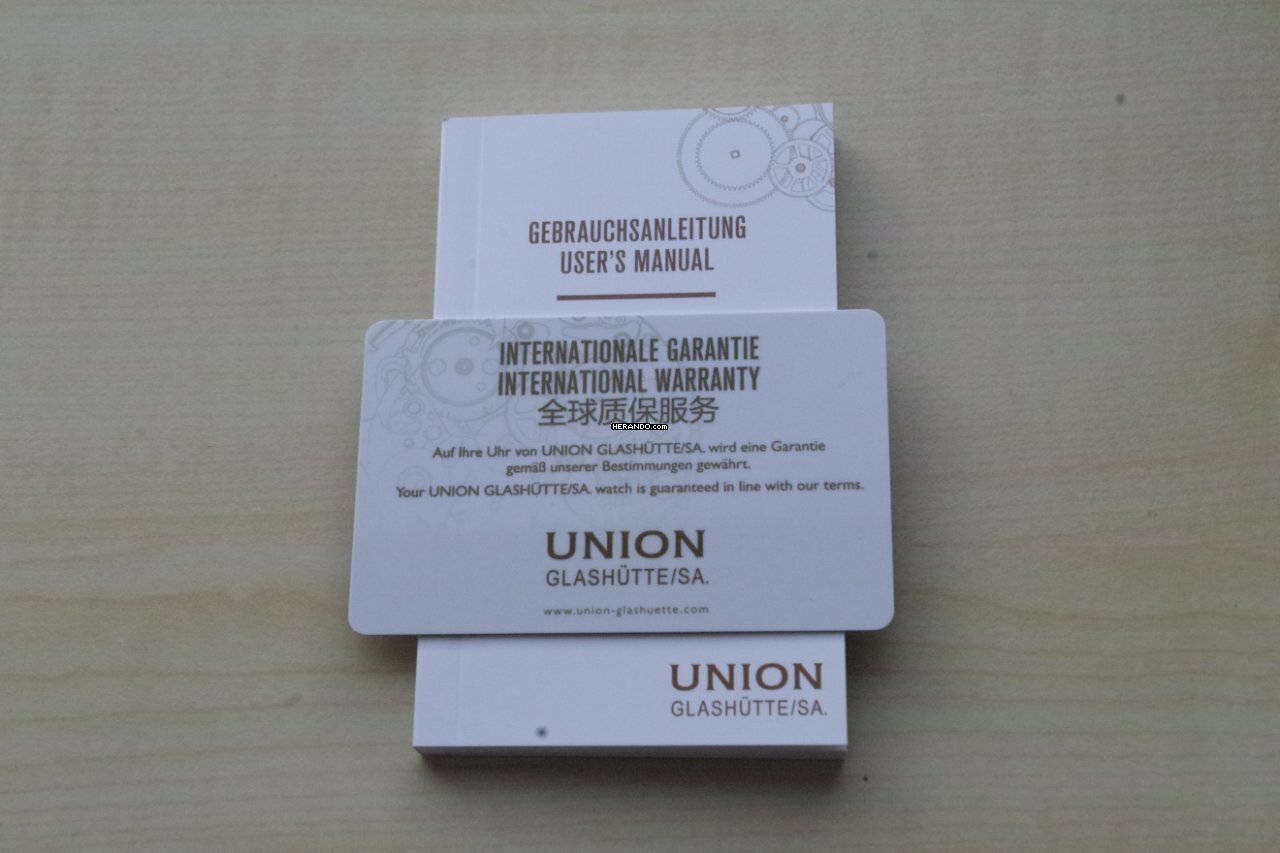 GEBRAUCHSANLEITUNG
USER'S MANUAL
INTERNATIONALE GARANTIE
INTERNATIONAL WARRANTY
全球质保服务
HERANDO.com
Auf Ihre Uhr von UNION GLASHÜTTE/SA. wird eine Garantie
gemäß unserer Bestimmungen gewährt.
Your UNION GLASHÜTTE/SA. watch is guaranteed in line with our terms.
UNION
GLASHÜTTE/SA.
www.union-glashuette.com
UNION
GLASHÜTTE/SA.